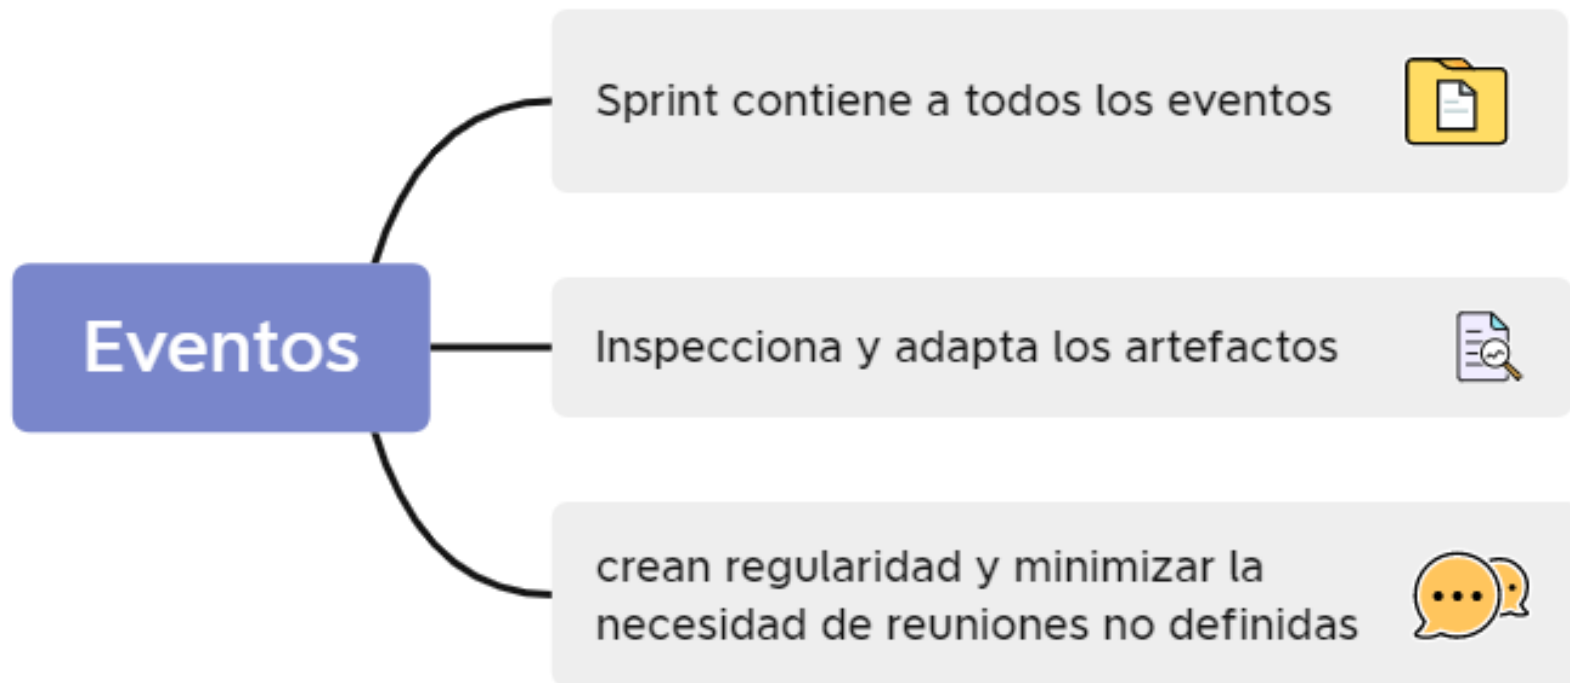 Eventos
Sprint contiene a todos los eventos
Inspecciona y adapta los artefactos
crean regularidad y minimizar la
necesidad de reuniones no definidas